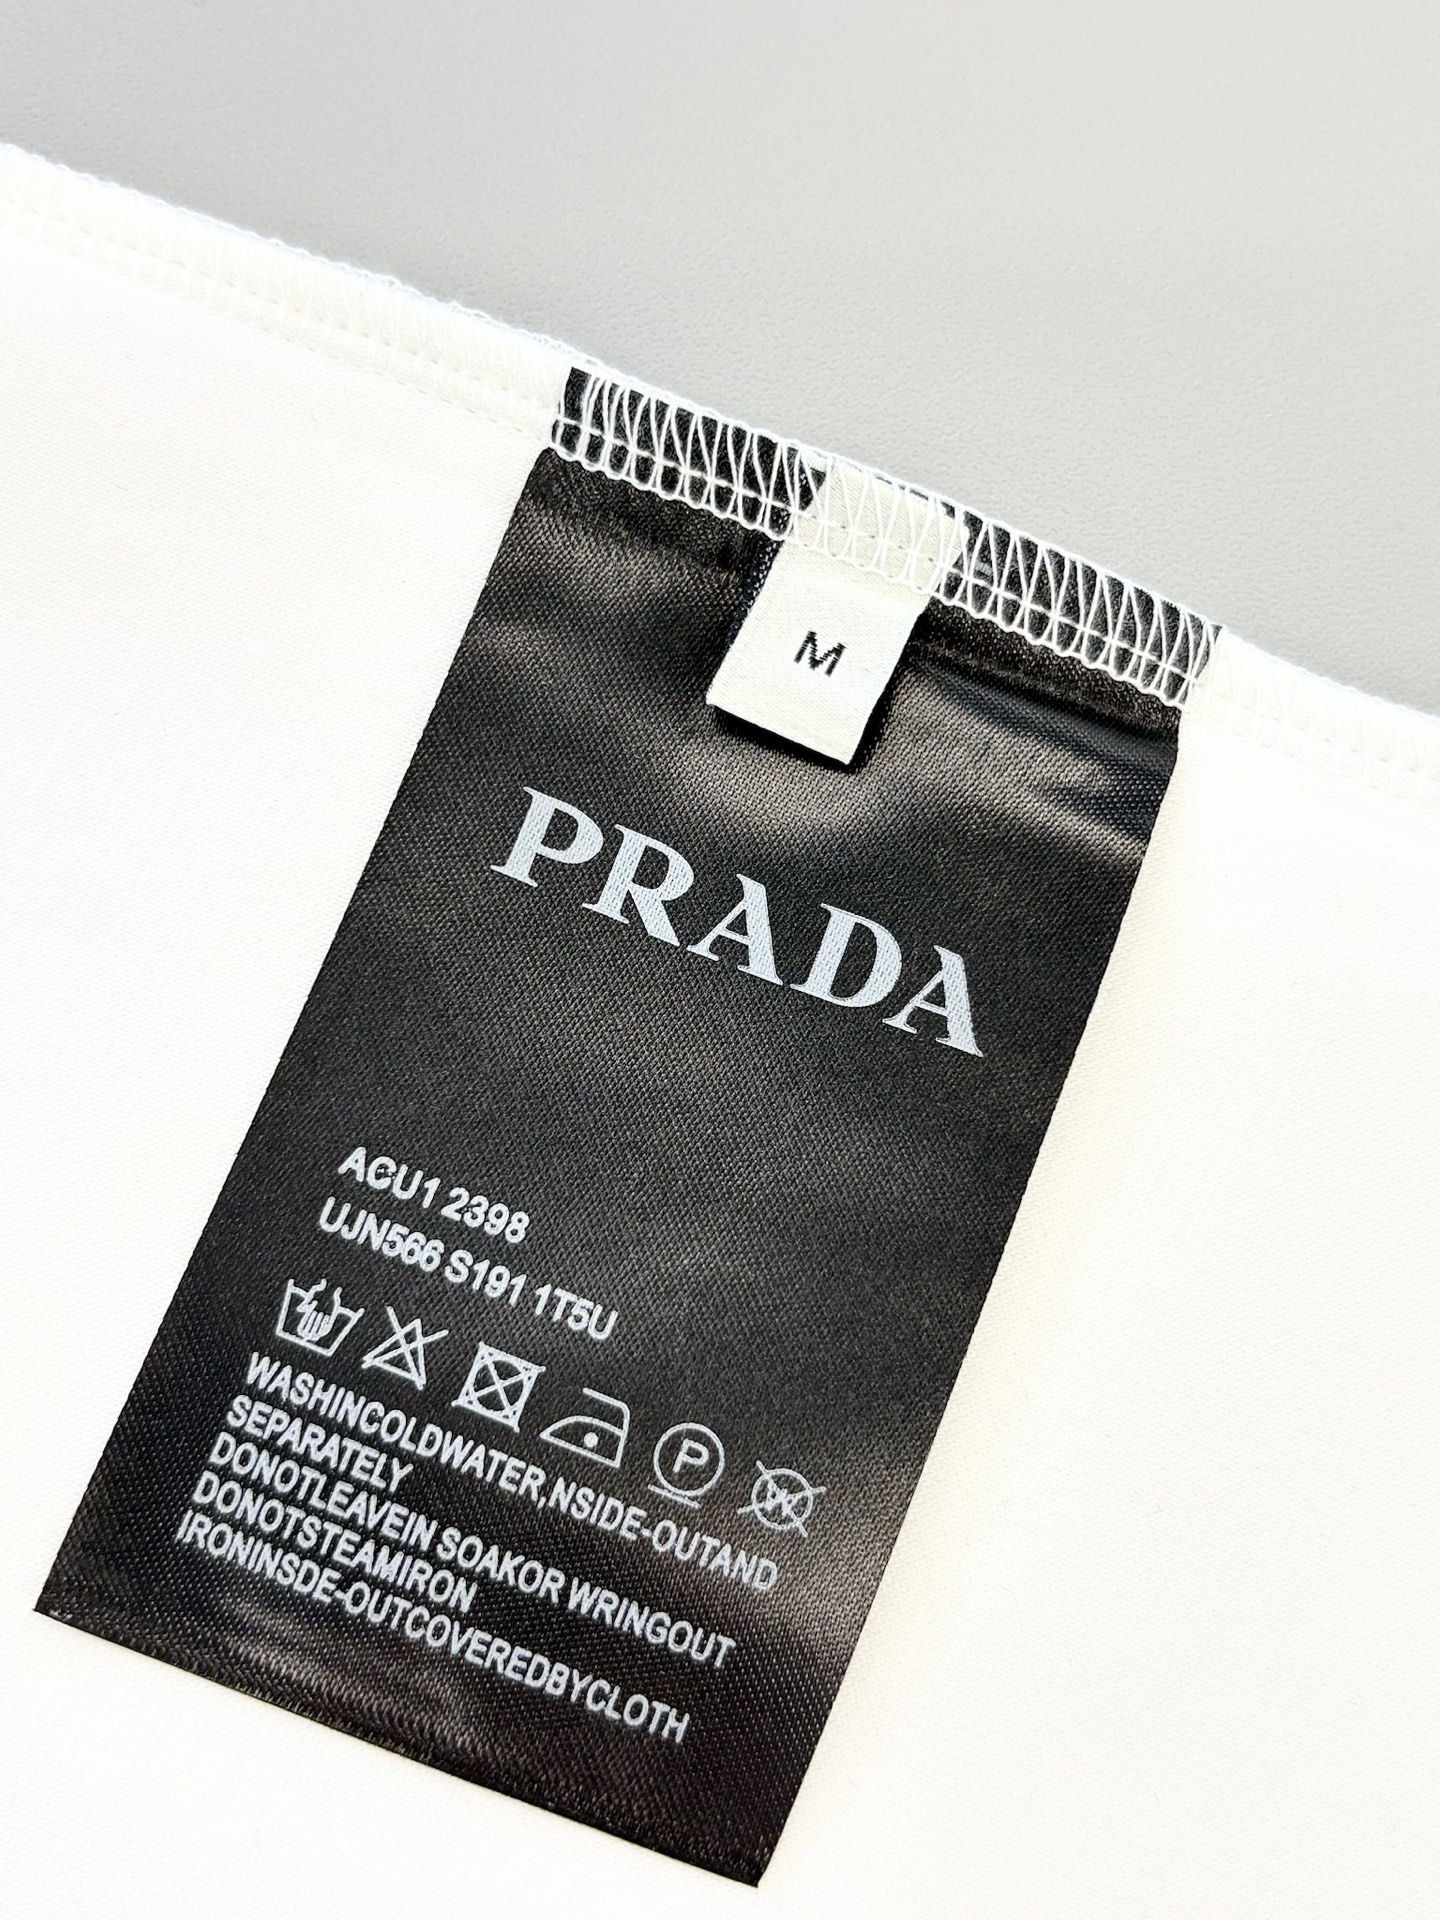 M
PRADA
ACU1 2398
UJN566 S191 1T5U
P
W
WASHINCOLDWATER,NSIDE-OUTAND
SEPARATELY
DONOTLEAVEIN SOAKOR WRINGOUT
DONOTSTEAMIRON
IRONINSDE-OUTCOVEREDBYCLOTH